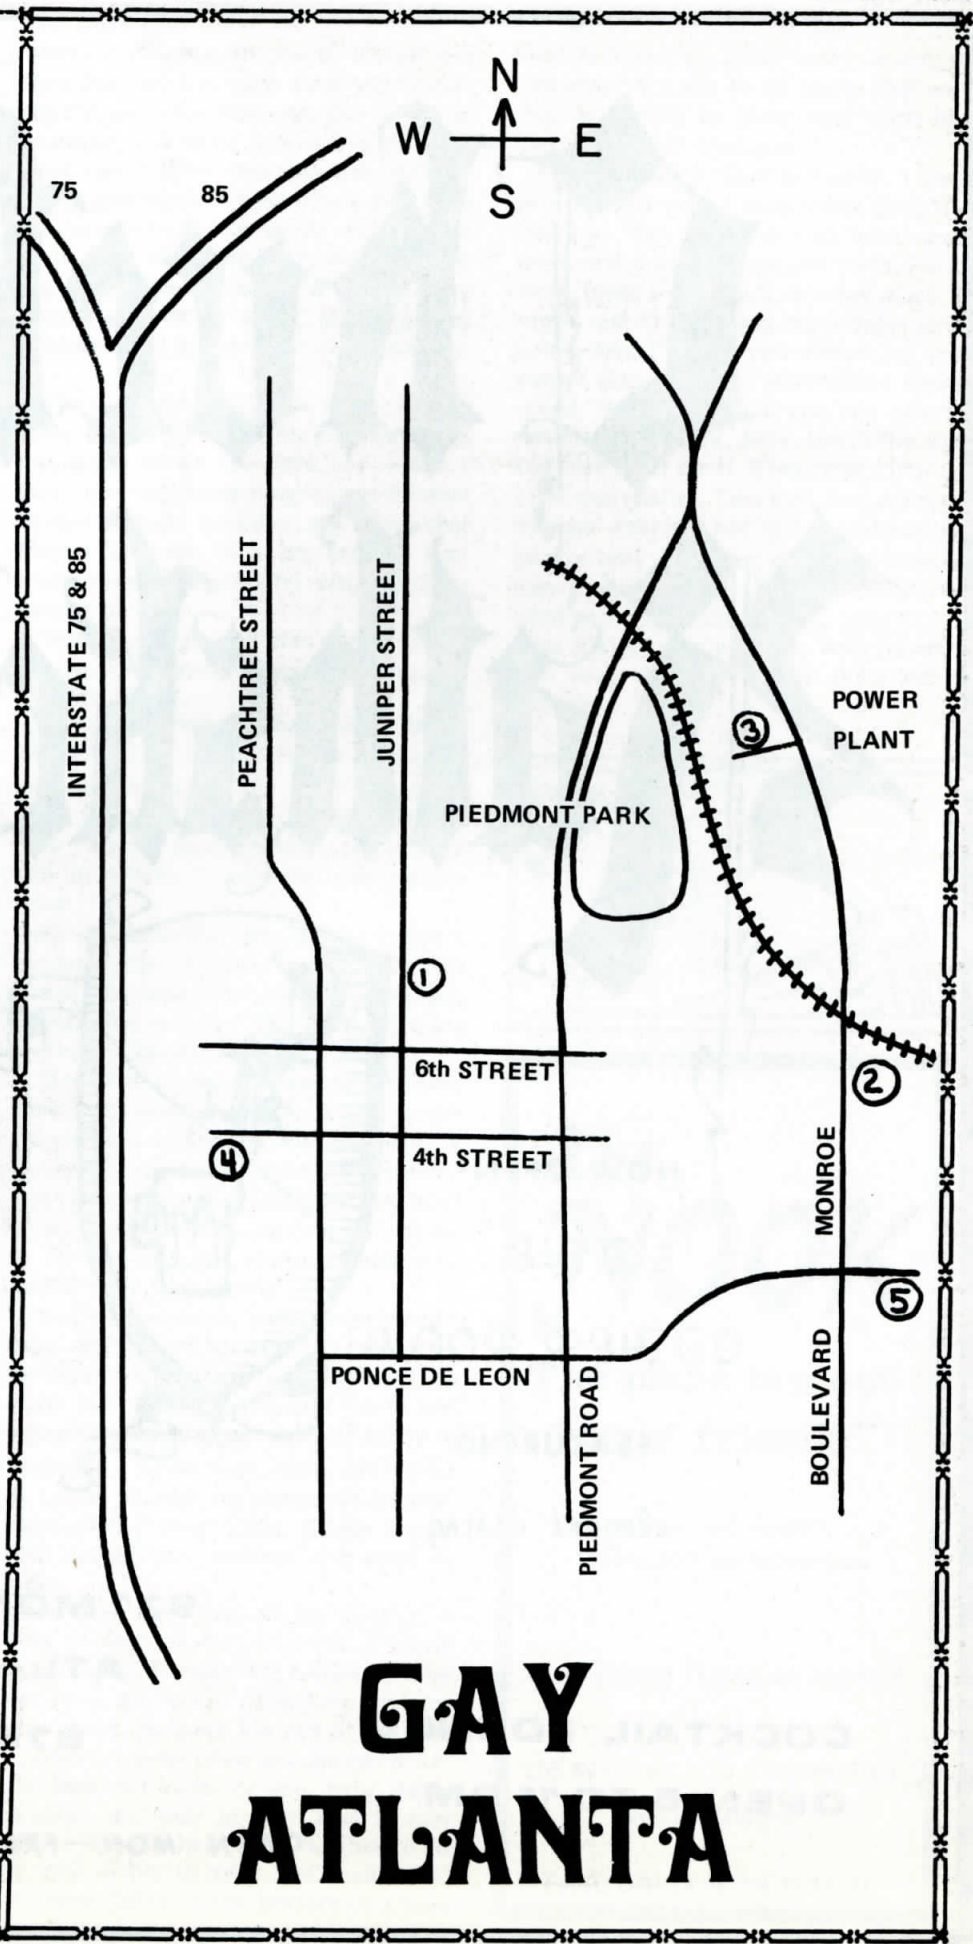 N
W E
S
75
85
INTERSTATE 75 & 85
PEACHTREE STREET
JUNIPER STREET
POWER
PLANT
3
PIEDMONT PARK
1
6th STREET
2
4th STREET
4
MONROE
5
PONCE DE LEON
PIEDMONT ROAD
BOULEVARD
GAY
ATLANTA